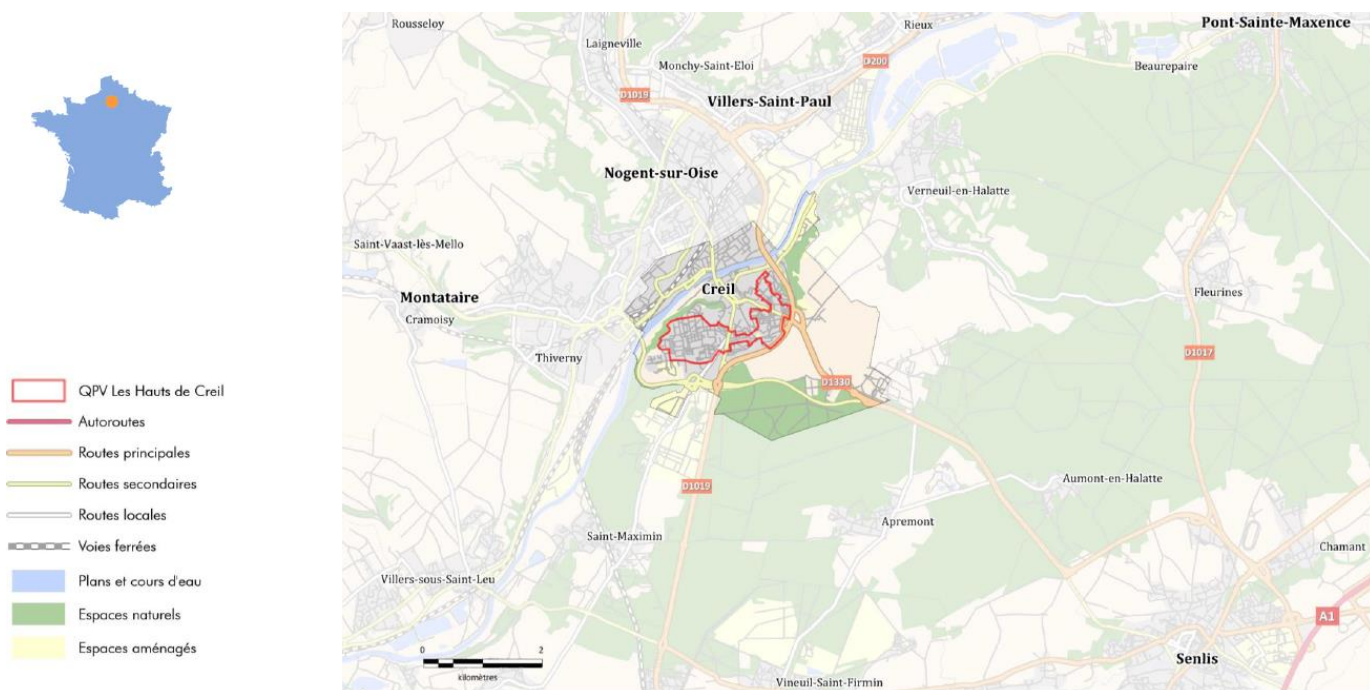 QPV Les Hauts de Creil
Autoroutes
Routes principales
Routes secondaires
Routes locales
Voies ferrées
Plans et cours d'eau
Espaces naturels
Espaces aménagés
Rousseloy
Rieux
Pont-Sainte-Maxence
Laigneville
Monchy-Saint-Eloi
D200
Beaurepaire
D1019
Villers-Saint-Paul
Nogent-sur-Oise
Verneuil-en-Halatte
Saint-Vaast-lès-Mello
Creil
Fleurines
Montataire
Cramoisy
Thiverny
D1017
D1330
D1019
Aumont-en-Halatte
Apremont
Saint-Maximin
Chamant
Villers-sous-Saint-Leu
A1
0 2
kilomètres
Senlis
Vineuil-Saint-Firmin